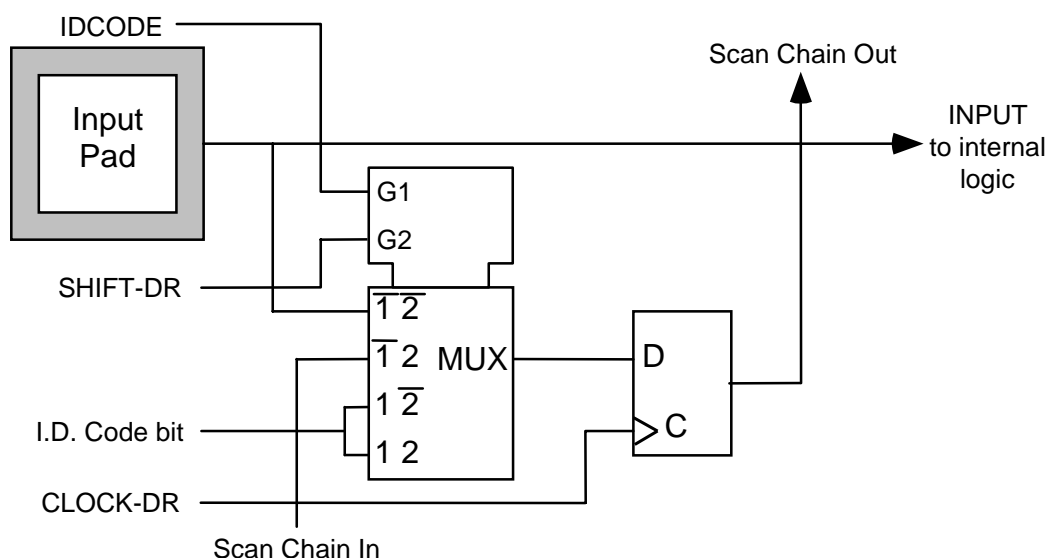 IDCODE
Scan Chain Out
Input
Pad
INPUT
to internal
logic
G1
G2
SHIFT-DR
1̅ 2̅
1̅ 2
MUX
D
1 2̅
I.D. Code bit
1 2
C
CLOCK-DR
Scan Chain In